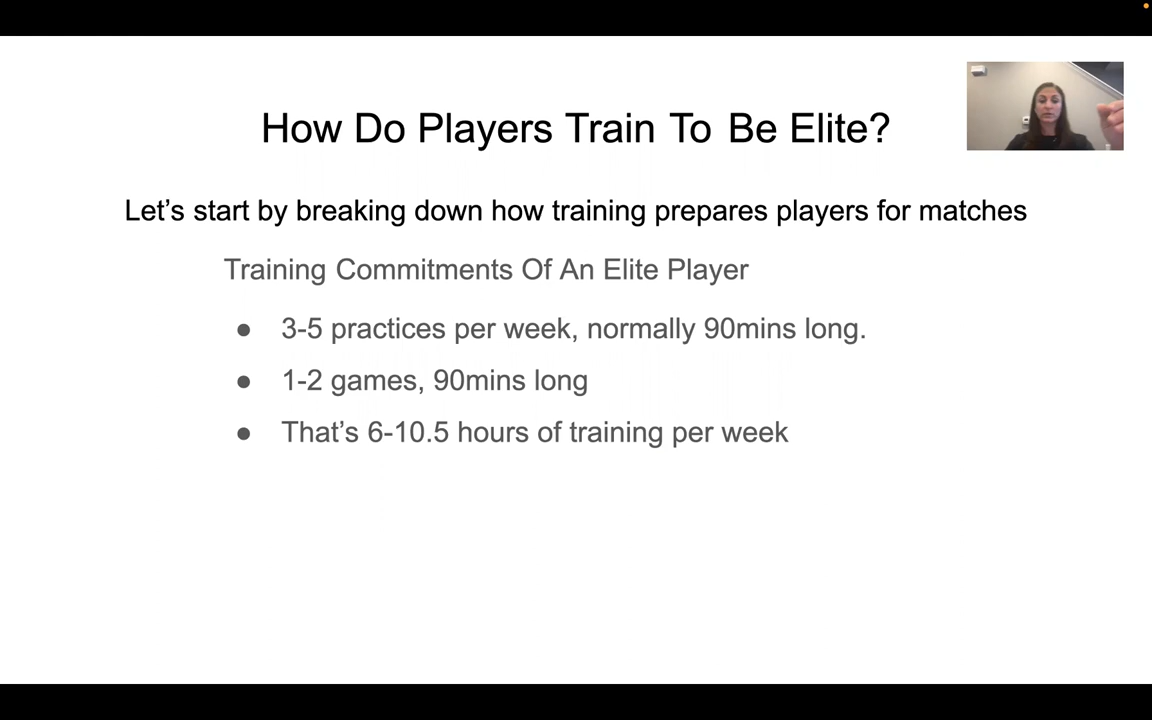 How Do Players Train To Be Elite?
Let’s start by breaking down how training prepares players for matches
Training Commitments Of An Elite Player
● 3-5 practices per week, normally 90mins long.
● 1-2 games, 90mins long
● That’s 6-10.5 hours of training per week